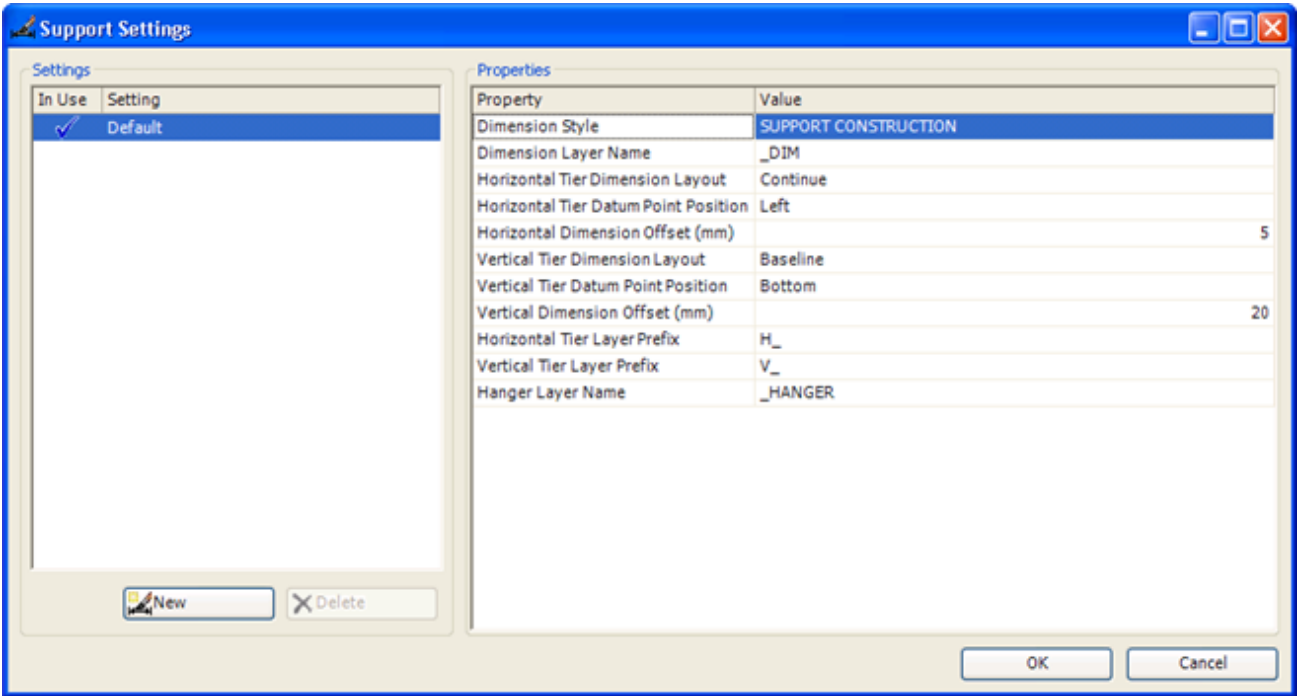 Support Settings
Settings
In Use Setting
Default
New
Delete
Properties
Property Value
Dimension Style SUPPORT CONSTRUCTION
Dimension Layer Name _DIM
Horizontal Tier Dimension Layout Continue
Horizontal Tier Datum Point Position Left
Horizontal Dimension Offset (mm) 5
Vertical Tier Dimension Layout Baseline
Vertical Tier Datum Point Position Bottom
Vertical Dimension Offset (mm) 20
Horizontal Tier Layer Prefix H_
Vertical Tier Layer Prefix V_
Hanger Layer Name _HANGER
OK Cancel